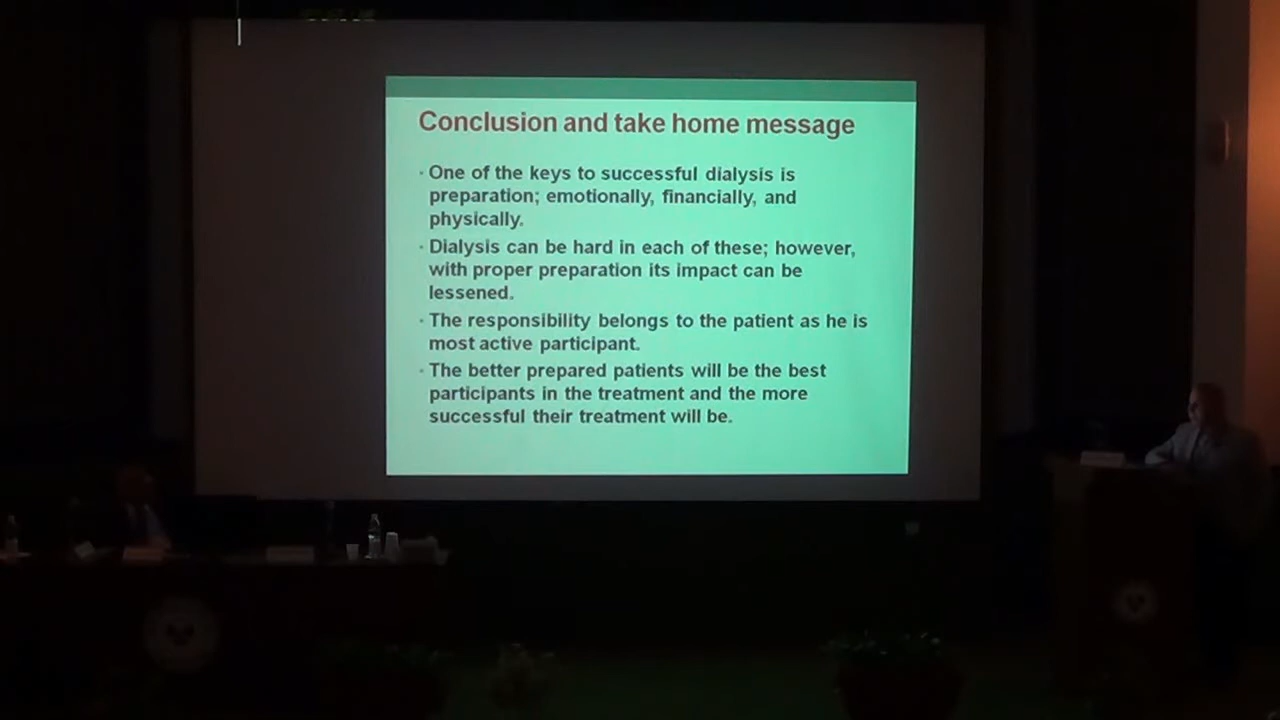 Conclusion and take home message
· One of the keys to successful dialysis is
preparation; emotionally, financially, and
physically.
· Dialysis can be hard in each of these; however,
with proper preparation its impact can be
lessened.
· The responsibility belongs to the patient as he is
most active participant.
· The better prepared patients will be the best
participants in the treatment and the more
successful their treatment will be.